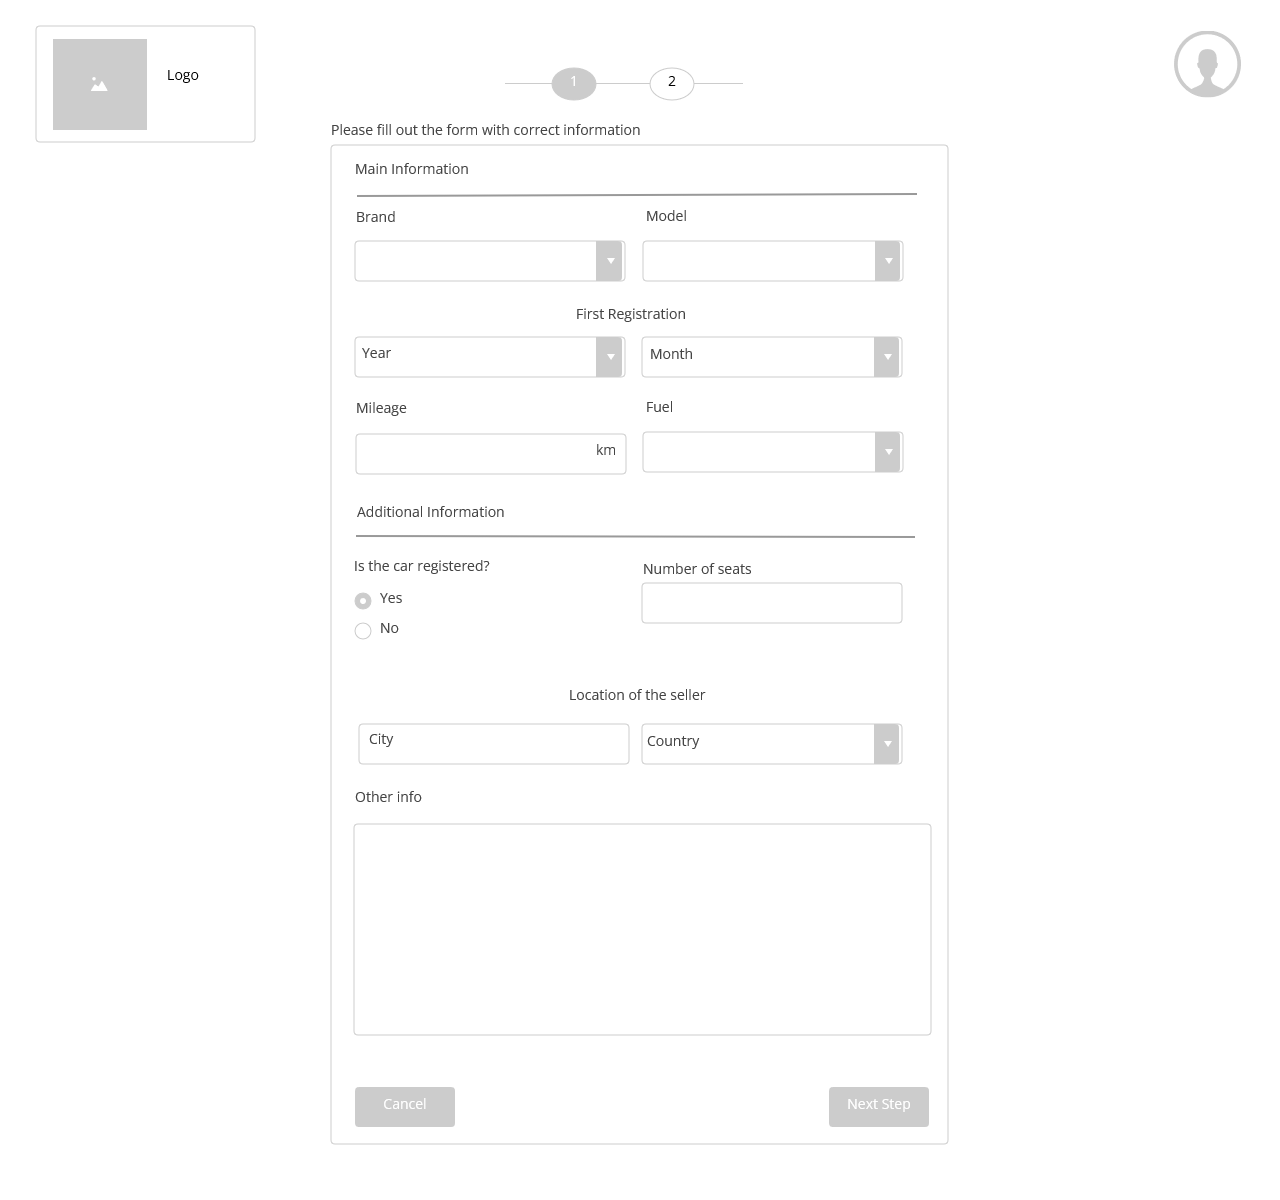 Logo
1
2
Please fill out the form with correct information
Main Information
Brand
Model
First Registration
Year
Month
Mileage
Fuel
km
Additional Information
Is the car registered?
Number of seats
Yes
No
Location of the seller
City
Country
Other info
Cancel
Next Step